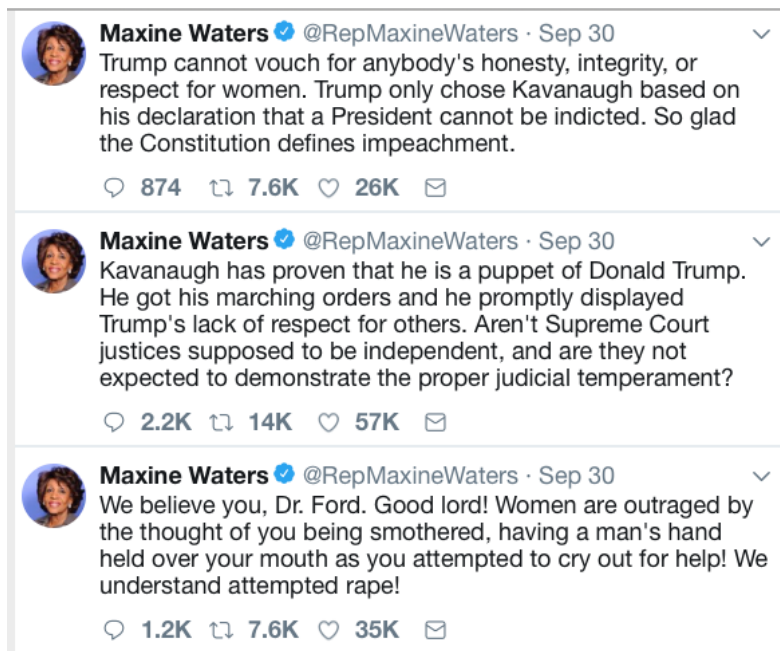 Maxine Waters @RepMaxineWaters · Sep 30
Trump cannot vouch for anybody's honesty, integrity, or
respect for women. Trump only chose Kavanaugh based on
his declaration that a President cannot be indicted. So glad
the Constitution defines impeachment.
874 7.6K 26K
Maxine Waters @RepMaxineWaters · Sep 30
Kavanaugh has proven that he is a puppet of Donald Trump.
He got his marching orders and he promptly displayed
Trump's lack of respect for others. Aren't Supreme Court
justices supposed to be independent, and are they not
expected to demonstrate the proper judicial temperament?
2.2K 14K 57K
Maxine Waters @RepMaxineWaters · Sep 30
We believe you, Dr. Ford. Good lord! Women are outraged by
the thought of you being smothered, having a man's hand
held over your mouth as you attempted to cry out for help! We
understand attempted rape!
1.2K 7.6K 35K